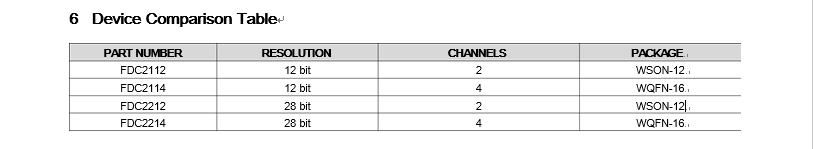 6 Device Comparison Table
PART NUMBER RESOLUTION CHANNELS PACKAGE
FDC2112 12 bit 2 WSON-12
FDC2114 12 bit 4 WQFN-16
FDC2212 28 bit 2 WSON-12
FDC2214 28 bit 4 WQFN-16